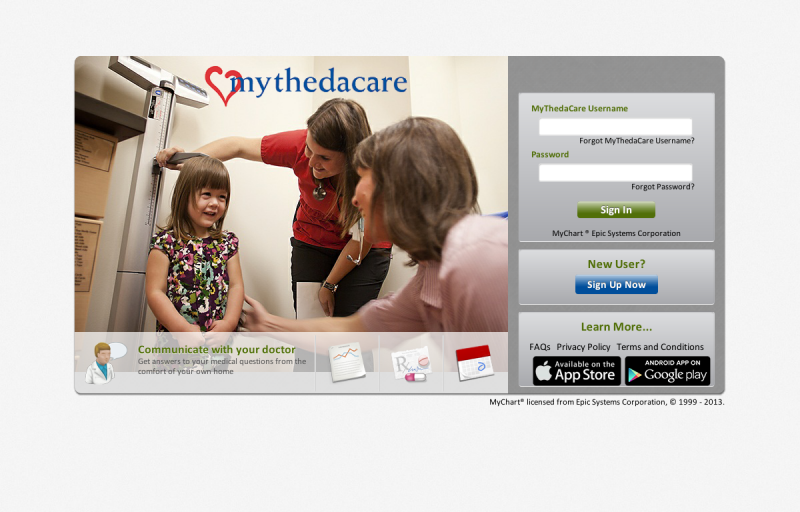 mythedacare
MyThedaCare Username
Forgot MyThedaCare Username?
Password
Forgot Password?
Sign In
MyChart ® Epic Systems Corporation
New User?
Sign Up Now
Learn More...
FAQs Privacy Policy Terms and Conditions
Available on the
App Store
ANDROID APP ON
Google play
Communicate with your doctor
Get answers to your medical questions from the
comfort of your own home
Rx
MyChart® licensed from Epic Systems Corporation, © 1999 - 2013.